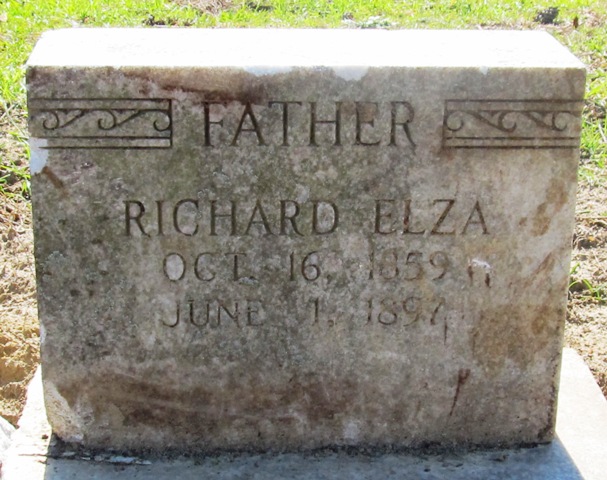 FATHER
RICHARD ELZA
OCT. 16, 1859
JUNE 1, 1897